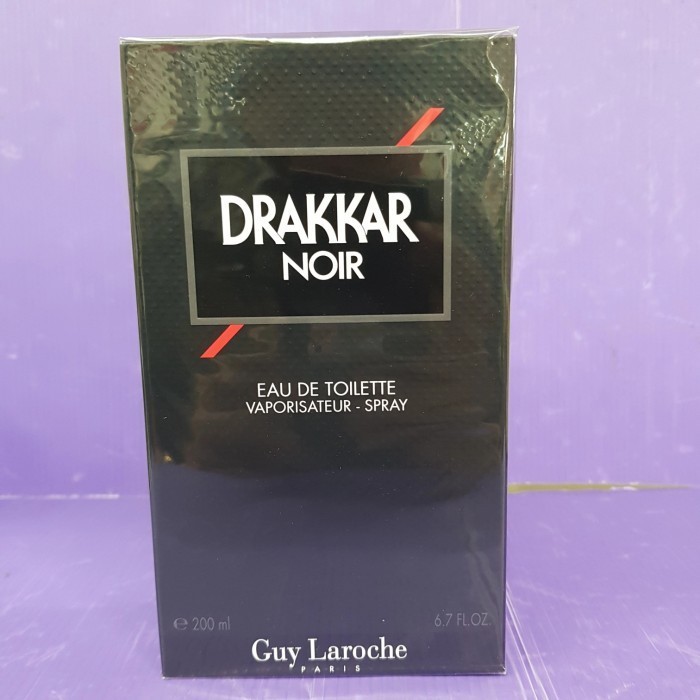 DRAKKAR
NOIR
EAU DE TOILETTE
VAPORISATEUR - SPRAY
℮ 200 ml 6.7 FL.OZ.
Guy Laroche
PARIS